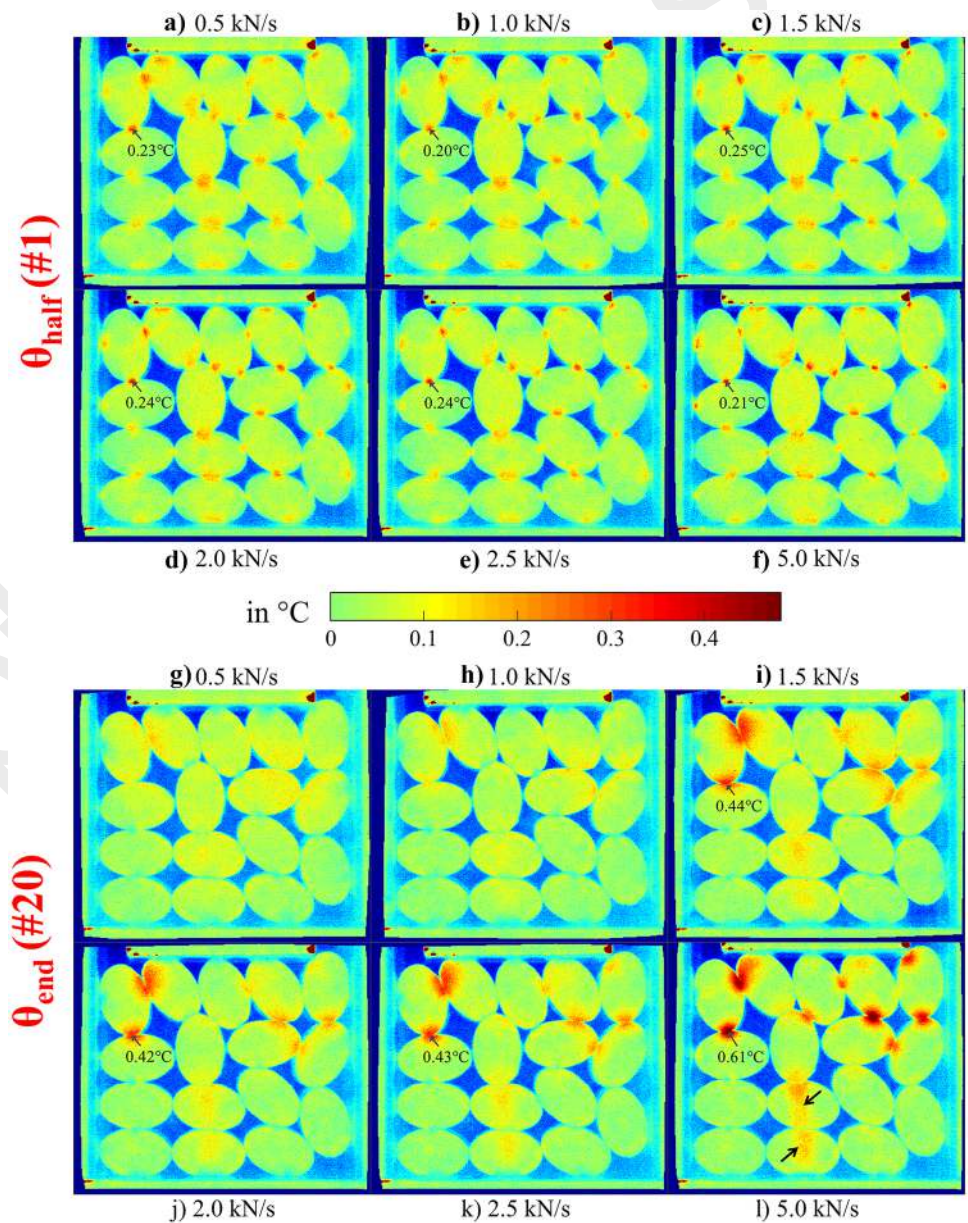 a) 0.5 kN/s b) 1.0 kN/s c) 1.5 kN/s
0.23°C 0.20°C 0.25°C
θhalf (#1)
0.24°C 0.24°C 0.21°C
d) 2.0 kN/s e) 2.5 kN/s f) 5.0 kN/s
in °C
0 0.1 0.2 0.3 0.4
g) 0.5 kN/s h) 1.0 kN/s i) 1.5 kN/s
0.44°C
θend (#20)
0.42°C 0.43°C 0.61°C
j) 2.0 kN/s k) 2.5 kN/s l) 5.0 kN/s